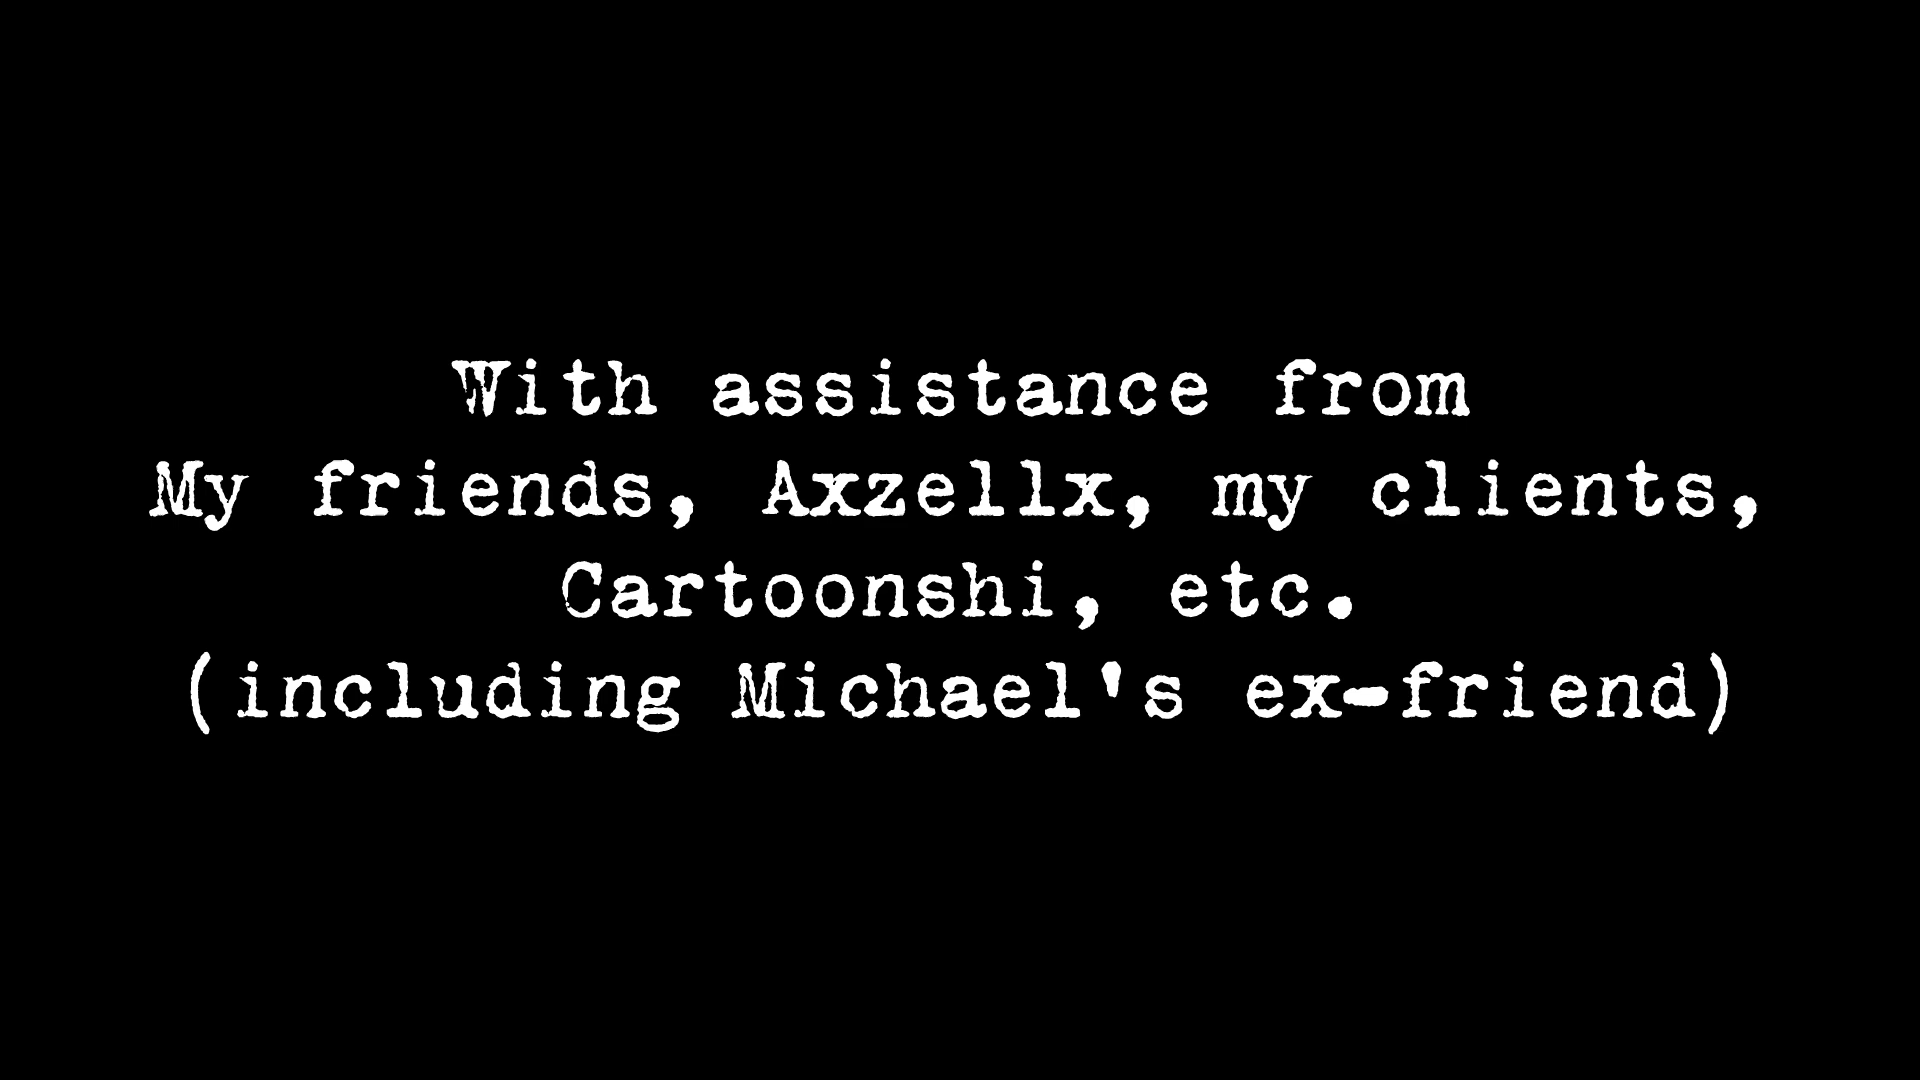 With assistance from
My friends, Axzellx, my clients,
Cartoonshi, etc.
(including Michael's ex-friend)